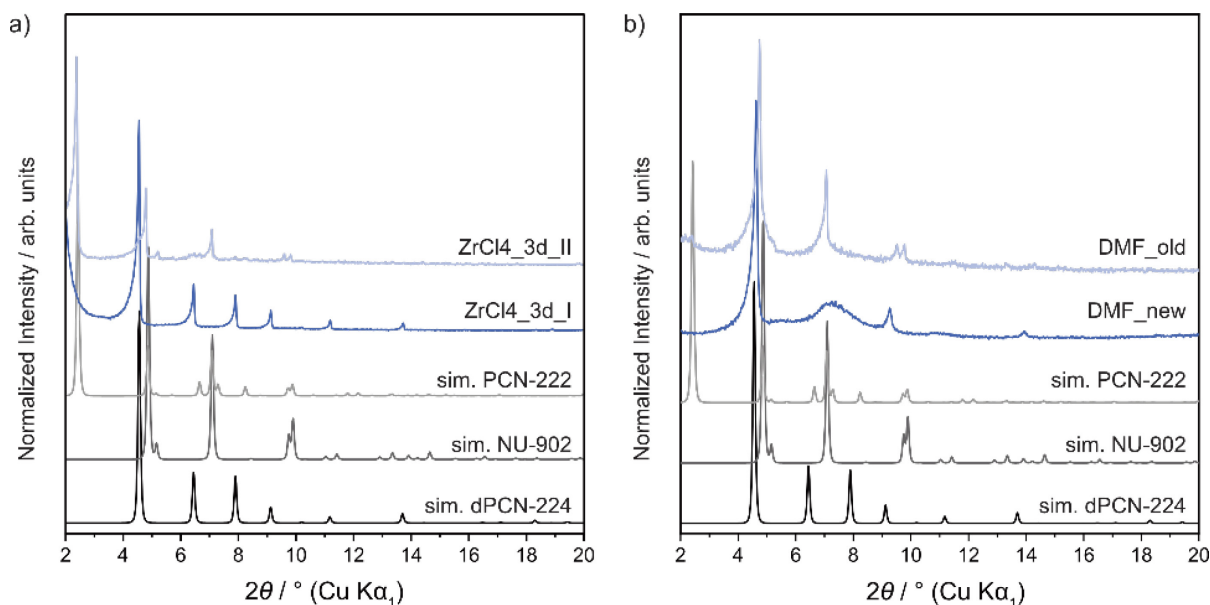 a)
Normalized Intensity / arb. units
ZrCl4_3d_II
ZrCl4_3d_I
sim. PCN-222
sim. NU-902
sim. dPCN-224
2 4 6 8 10 12 14 16 18 20
2θ / ° (Cu Kα₁)
b)
Normalized Intensity / arb. units
DMF_old
DMF_new
sim. PCN-222
sim. NU-902
sim. dPCN-224
2 4 6 8 10 12 14 16 18 20
2θ / ° (Cu Kα₁)